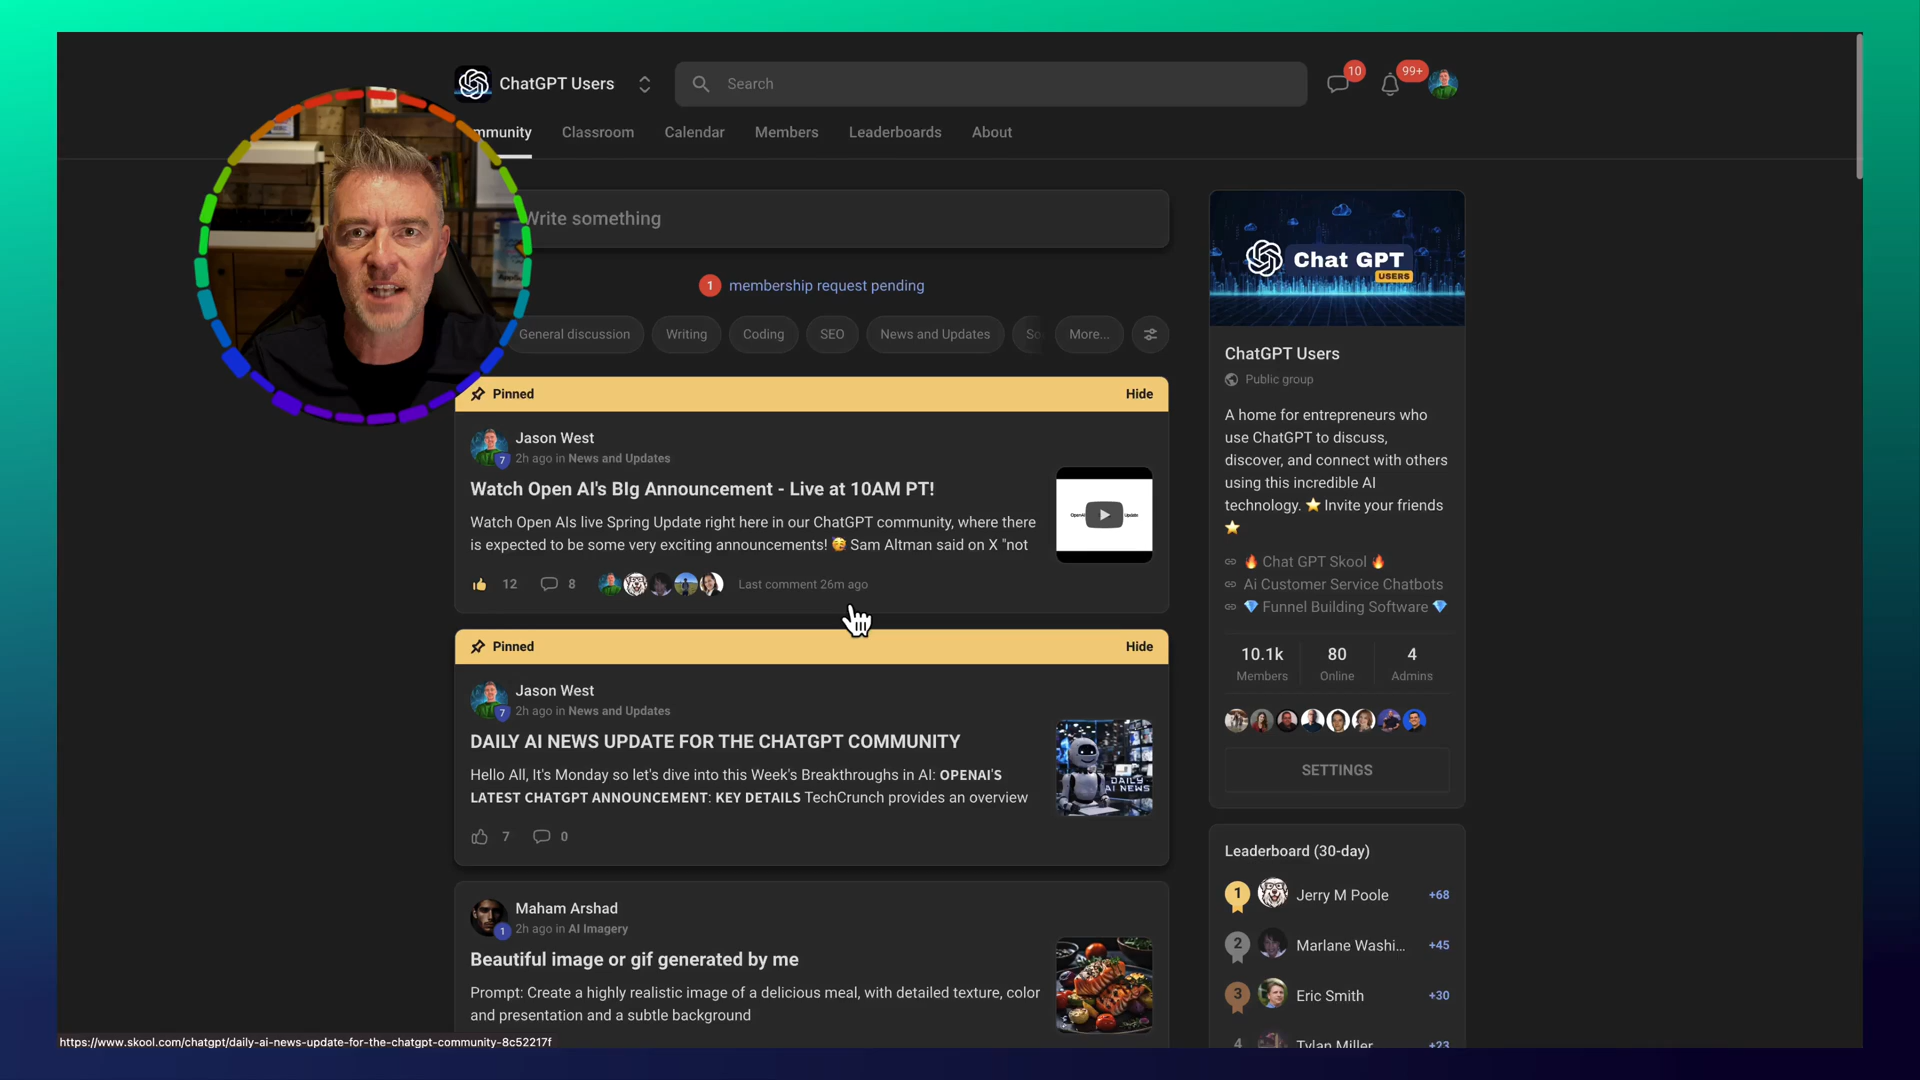 ChatGPT Users
Search
10
99+
mmunity
Classroom
Calendar
Members
Leaderboards
About
Write something
1 membership request pending
General discussion
Writing
Coding
SEO
News and Updates
So
More...
Pinned
Hide
Jason West
7
2h ago in News and Updates
Watch Open AI's BIg Announcement - Live at 10AM PT!
Watch Open AIs live Spring Update right here in our ChatGPT community, where there
is expected to be some very exciting announcements! 🥳 Sam Altman said on X "not
12
8
Last comment 26m ago
Pinned
Hide
Jason West
7
2h ago in News and Updates
DAILY AI NEWS UPDATE FOR THE CHATGPT COMMUNITY
Hello All, It's Monday so let's dive into this Week's Breakthroughs in AI: OPENAI'S
LATEST CHATGPT ANNOUNCEMENT: KEY DETAILS TechCrunch provides an overview
DAILY
AI NEWS
7
0
Maham Arshad
1
2h ago in AI Imagery
Beautiful image or gif generated by me
Prompt: Create a highly realistic image of a delicious meal, with detailed texture, color
and presentation and a subtle background
Chat GPT
USERS
ChatGPT Users
Public group
A home for entrepreneurs who
use ChatGPT to discuss,
discover, and connect with others
using this incredible AI
technology. ⭐ Invite your friends
⭐
🔥 Chat GPT Skool 🔥
Ai Customer Service Chatbots
💎 Funnel Building Software 💎
10.1k
Members
80
Online
4
Admins
SETTINGS
Leaderboard (30-day)
1 Jerry M Poole +68
2 Marlane Washi... +45
3 Eric Smith +30
4 Tylan Miller +23
https://www.skool.com/chatgpt/daily-ai-news-update-for-the-chatgpt-community-8c52217f